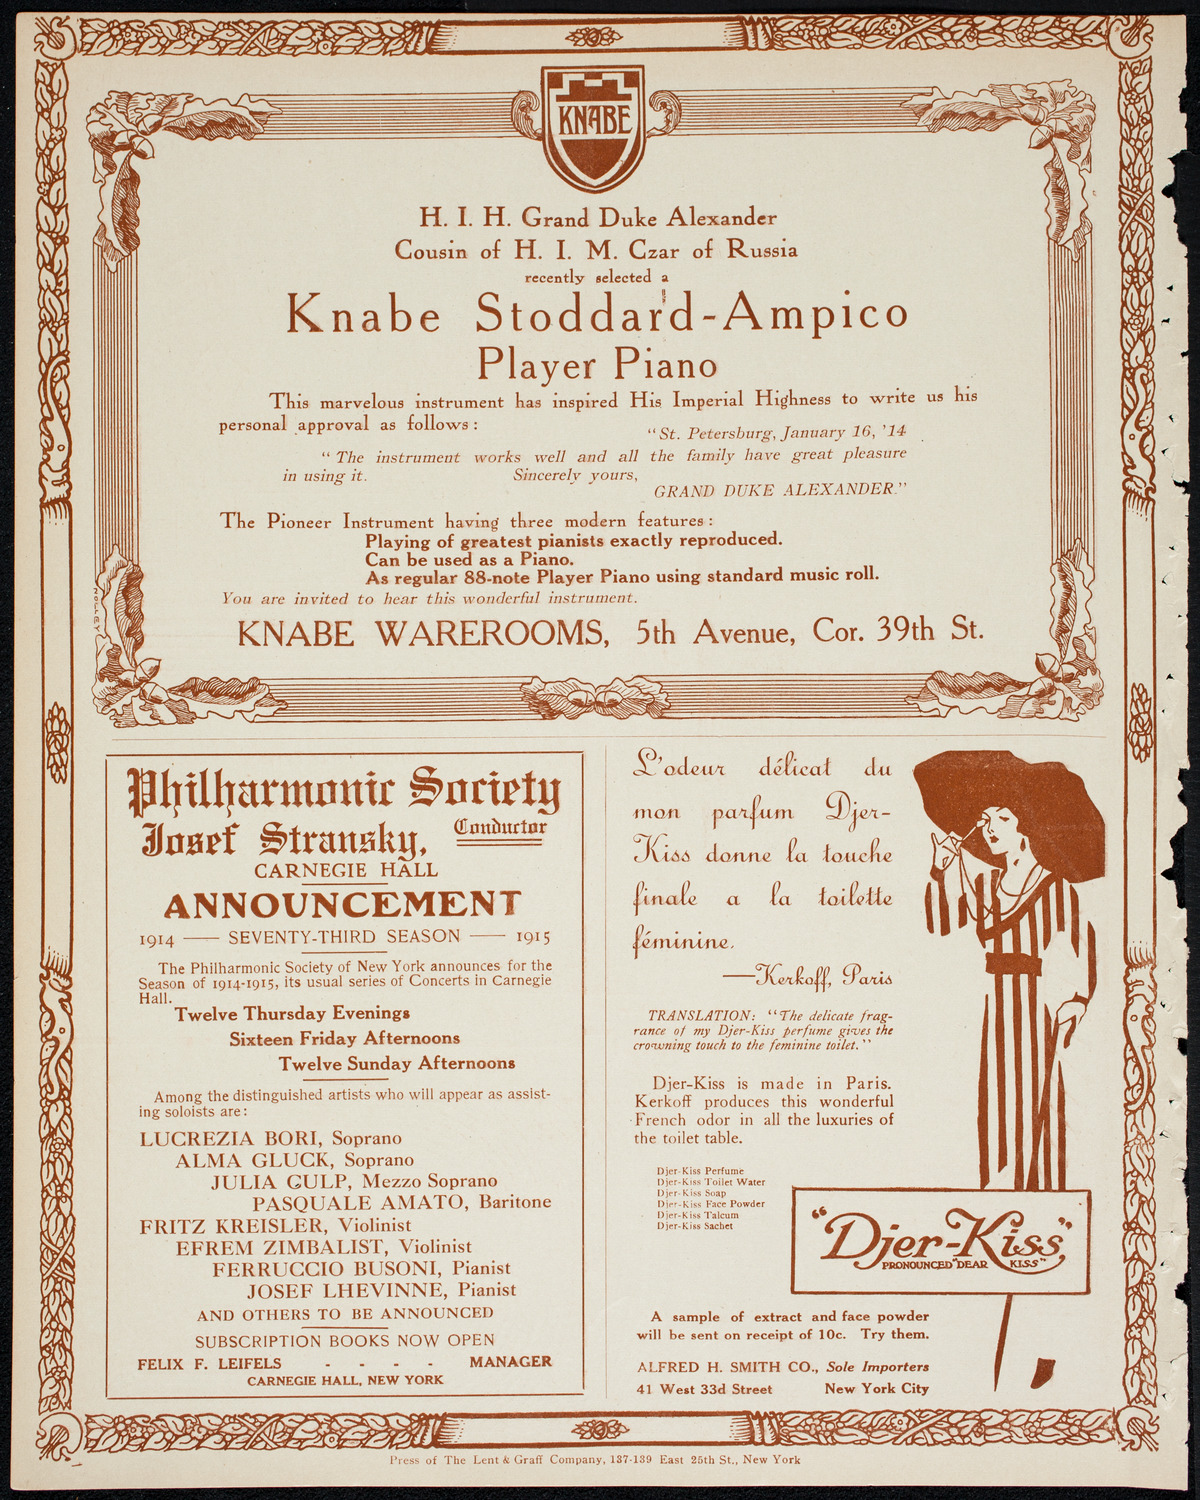 KNABE
H. I. H. Grand Duke Alexander
Cousin of H. I. M. Czar of Russia
recently selected a
Knabe Stoddard-Ampico
Player Piano
This marvelous instrument has inspired His Imperial Highness to write us his
personal approval as follows:
"St. Petersburg, January 16, '14
"The instrument works well and all the family have great pleasure
in using it. Sincerely yours,
GRAND DUKE ALEXANDER."
The Pioneer Instrument having three modern features:
Playing of greatest pianists exactly reproduced.
Can be used as a Piano.
As regular 88-note Player Piano using standard music roll.
You are invited to hear this wonderful instrument.
KNABE WAREROOMS, 5th Avenue, Cor. 39th St.
NOLLEY
Philharmonic Society
Josef Stransky, Conductor
CARNEGIE HALL
ANNOUNCEMENT
1914 — SEVENTY-THIRD SEASON — 1915
The Philharmonic Society of New York announces for the
Season of 1914-1915, its usual series of Concerts in Carnegie
Hall.
Twelve Thursday Evenings
Sixteen Friday Afternoons
Twelve Sunday Afternoons
Among the distinguished artists who will appear as assist-
ing soloists are:
LUCREZIA BORI, Soprano
ALMA GLUCK, Soprano
JULIA CULP, Mezzo Soprano
PASQUALE AMATO, Baritone
FRITZ KREISLER, Violinist
EFREM ZIMBALIST, Violinist
FERRUCCIO BUSONI, Pianist
JOSEF LHEVINNE, Pianist
AND OTHERS TO BE ANNOUNCED
SUBSCRIPTION BOOKS NOW OPEN
FELIX F. LEIFELS - - - - MANAGER
CARNEGIE HALL, NEW YORK
L'odeur délicat du
mon parfum Djer-
Kiss donne la touche
finale a la toilette
féminine.
—Kerkoff, Paris
TRANSLATION: "The delicate frag-
rance of my Djer-Kiss perfume gives the
crowning touch to the feminine toilet."
Djer-Kiss is made in Paris.
Kerkoff produces this wonderful
French odor in all the luxuries of
the toilet table.
Djer-Kiss Perfume
Djer-Kiss Toilet Water
Djer-Kiss Soap
Djer-Kiss Face Powder
Djer-Kiss Talcum
Djer-Kiss Sachet
"Djer-Kiss"
PRONOUNCED "DEAR KISS"
A sample of extract and face powder
will be sent on receipt of 10c. Try them.
ALFRED H. SMITH CO., Sole Importers
41 West 33d Street New York City
Press of The Lent & Graff Company, 137-139 East 25th St., New York